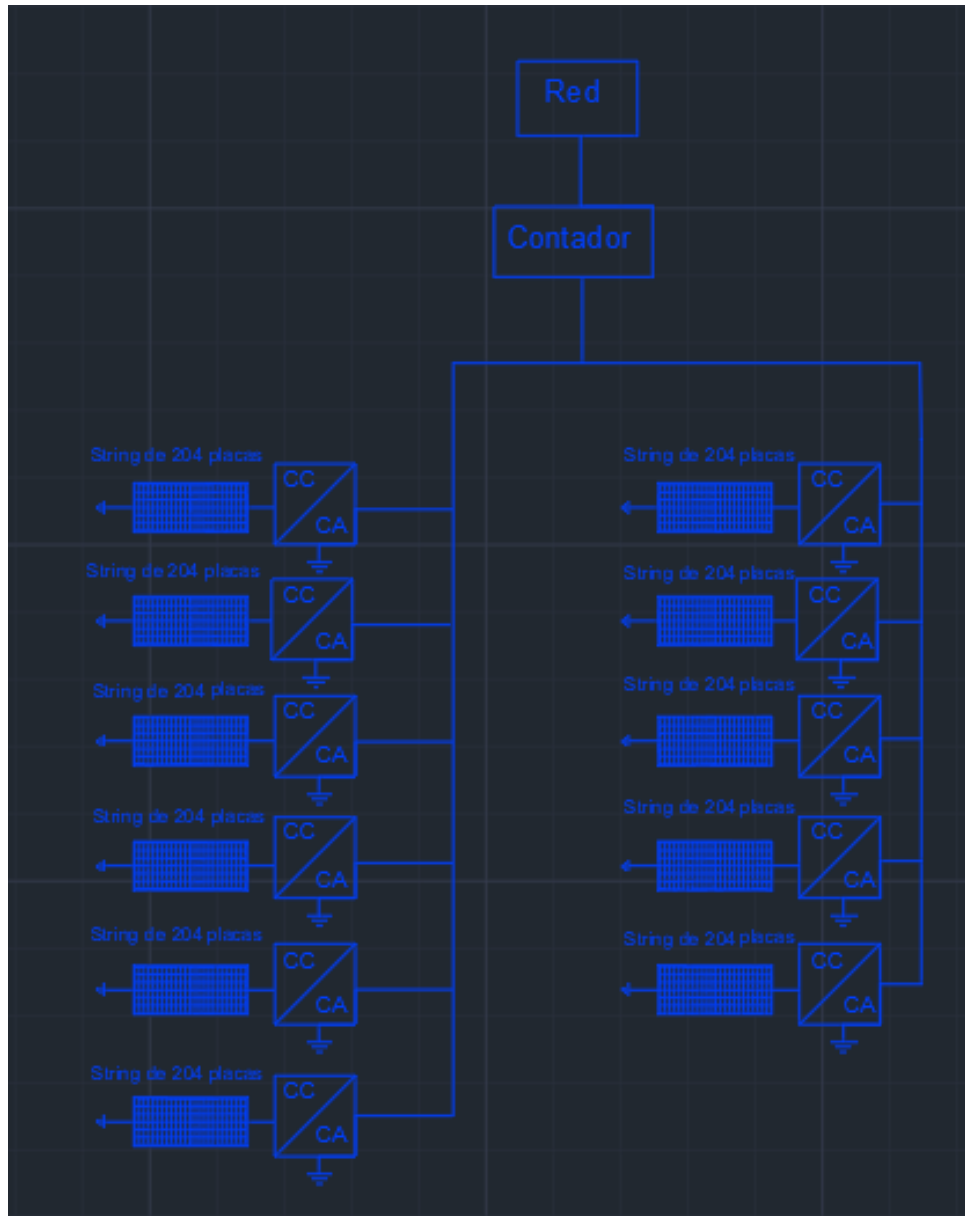 Red
Contador
String de 204 placas
CC
CA
String de 204 placas
CC
CA
String de 204 placas
CC
CA
String de 204 placas
CC
CA
String de 204 placas
CC
CA
String de 204 placas
CC
CA
String de 204 placas
CC
CA
String de 204 placas
CC
CA
String de 204 placas
CC
CA
String de 204 placas
CC
CA
String de 204 placas
CC
CA